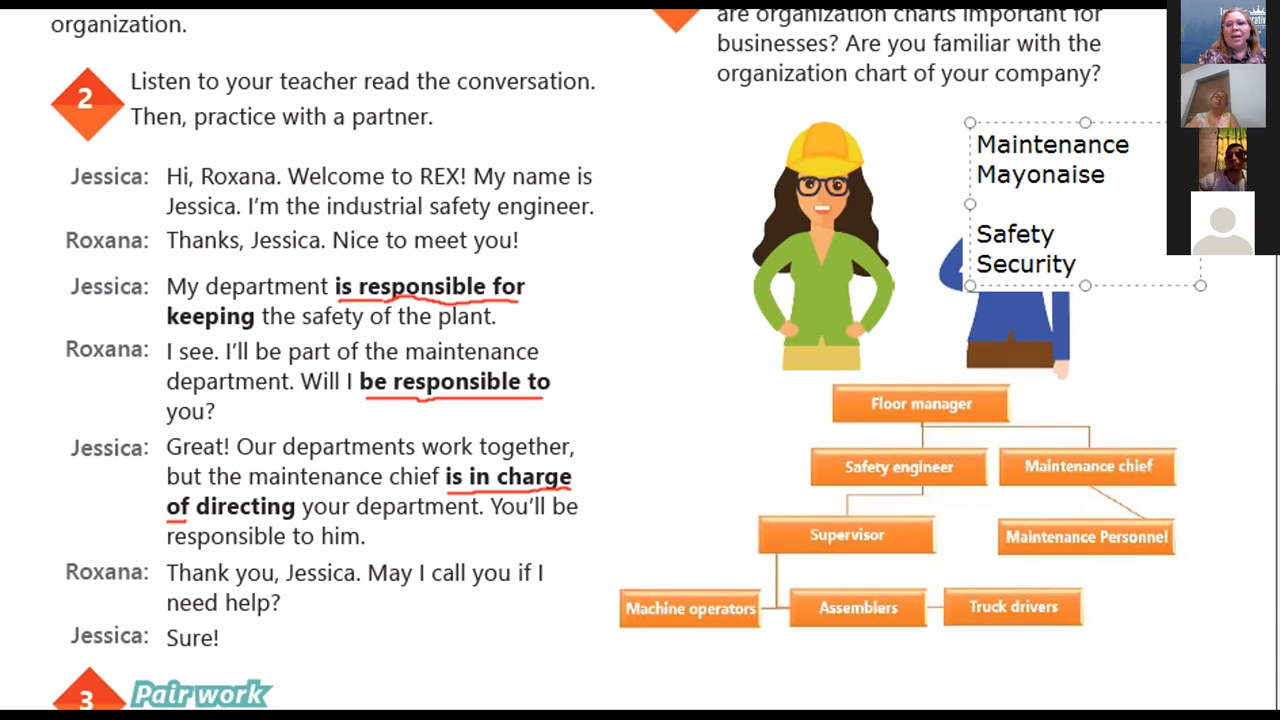 organization.
2
Listen to your teacher read the conversation.
Then, practice with a partner.
Jessica: Hi, Roxana. Welcome to REX! My name is
Jessica. I'm the industrial safety engineer.
Roxana: Thanks, Jessica. Nice to meet you!
Jessica: My department is responsible for
keeping the safety of the plant.
Roxana: I see. I'll be part of the maintenance
department. Will I be responsible to
you?
Jessica: Great! Our departments work together,
but the maintenance chief is in charge
of directing your department. You'll be
responsible to him.
Roxana: Thank you, Jessica. May I call you if I
need help?
Jessica: Sure!
3
Pair work
are organization charts important for
businesses? Are you familiar with the
organization chart of your company?
Maintenance
Mayonaise
Safety
Security
Floor manager
Safety engineer
Maintenance chief
Supervisor
Maintenance Personnel
Machine operators
Assemblers
Truck drivers